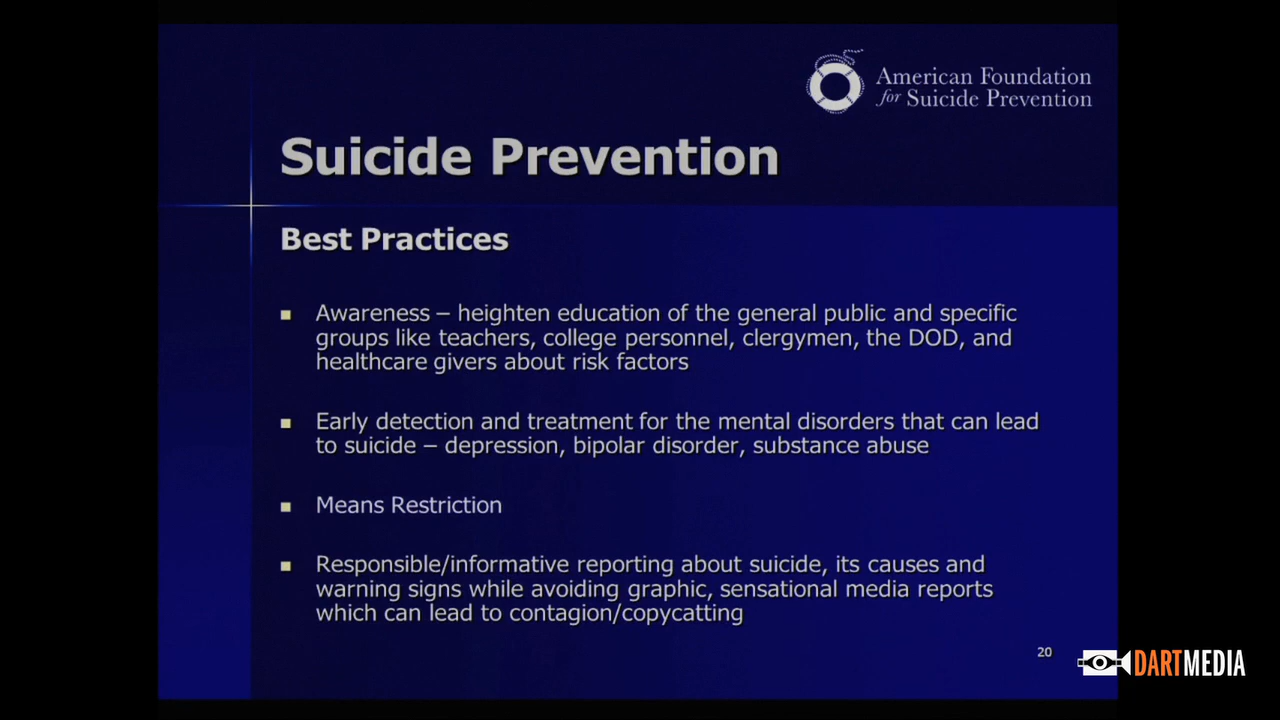 American Foundation
for Suicide Prevention
Suicide Prevention
Best Practices
Awareness – heighten education of the general public and specific
groups like teachers, college personnel, clergymen, the DOD, and
healthcare givers about risk factors
Early detection and treatment for the mental disorders that can lead
to suicide – depression, bipolar disorder, substance abuse
Means Restriction
Responsible/informative reporting about suicide, its causes and
warning signs while avoiding graphic, sensational media reports
which can lead to contagion/copycatting
20
DARTMEDIA